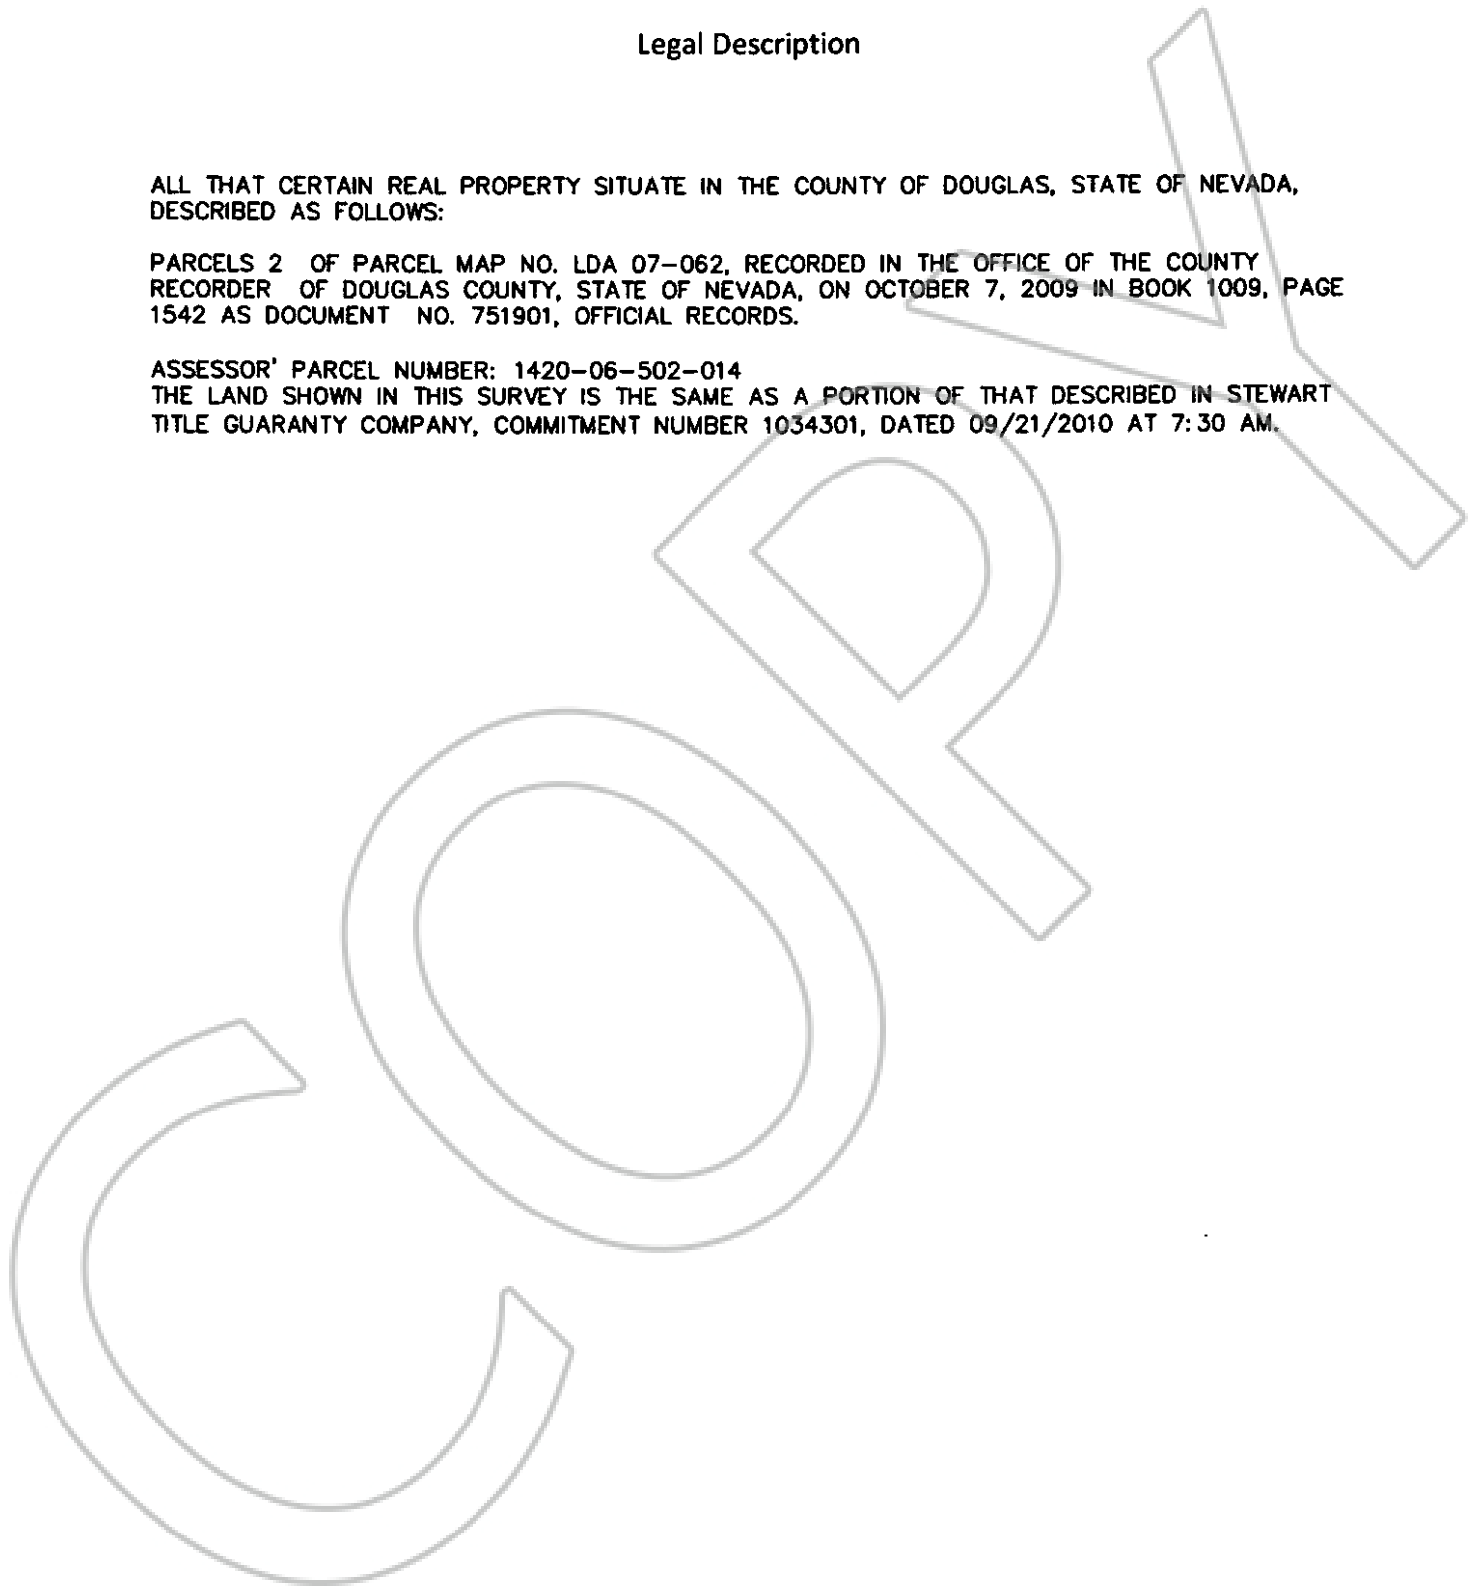 Legal Description
ALL THAT CERTAIN REAL PROPERTY SITUATE IN THE COUNTY OF DOUGLAS, STATE OF NEVADA,
DESCRIBED AS FOLLOWS:
PARCELS 2 OF PARCEL MAP NO. LDA 07-062, RECORDED IN THE OFFICE OF THE COUNTY
RECORDER OF DOUGLAS COUNTY, STATE OF NEVADA, ON OCTOBER 7, 2009 IN BOOK 1009, PAGE
1542 AS DOCUMENT NO. 751901, OFFICIAL RECORDS.
ASSESSOR' PARCEL NUMBER: 1420-06-502-014
THE LAND SHOWN IN THIS SURVEY IS THE SAME AS A PORTION OF THAT DESCRIBED IN STEWART
TITLE GUARANTY COMPANY, COMMITMENT NUMBER 1034301, DATED 09/21/2010 AT 7:30 AM.
COPY